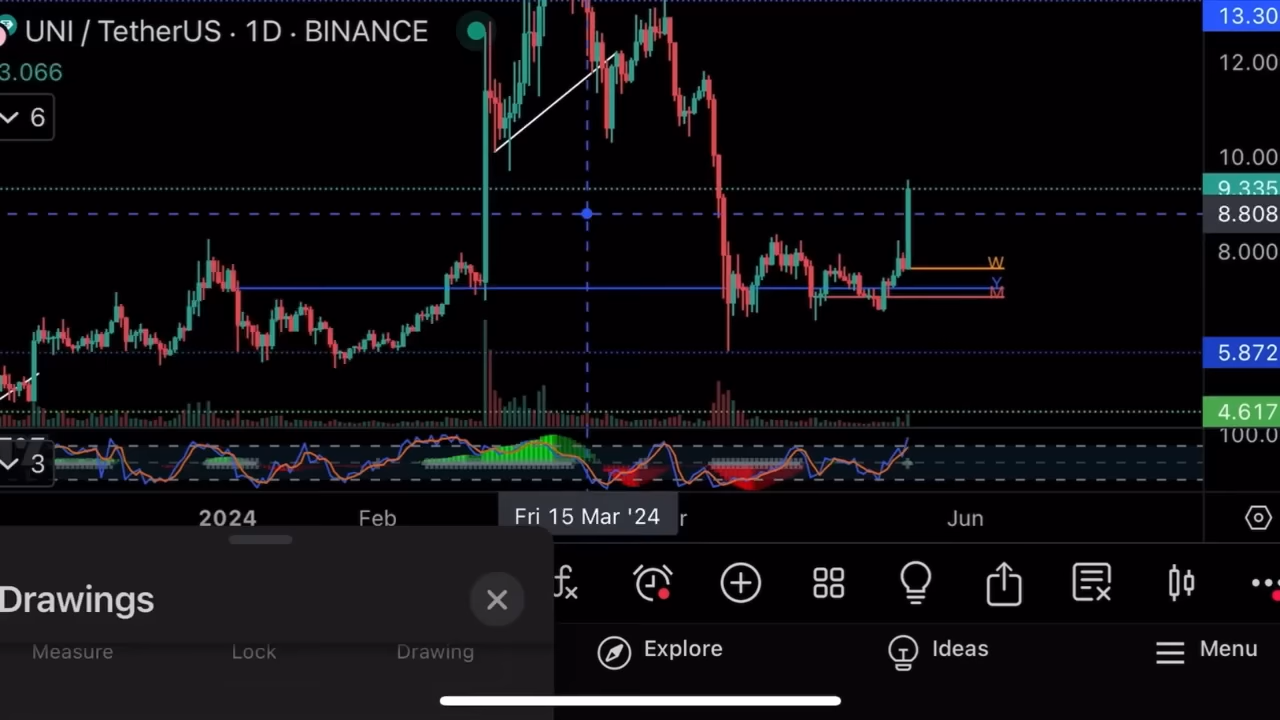 UNI / TetherUS · 1D · BINANCE
3.066
6
13.30
12.00
10.00
9.335
8.808
8.000
W
Y
M
5.872
4.617
100.0
3
2024
Feb
Fri 15 Mar '24
r
Jun
Drawings
Measure
Lock
Drawing
fx
Explore
Ideas
Menu